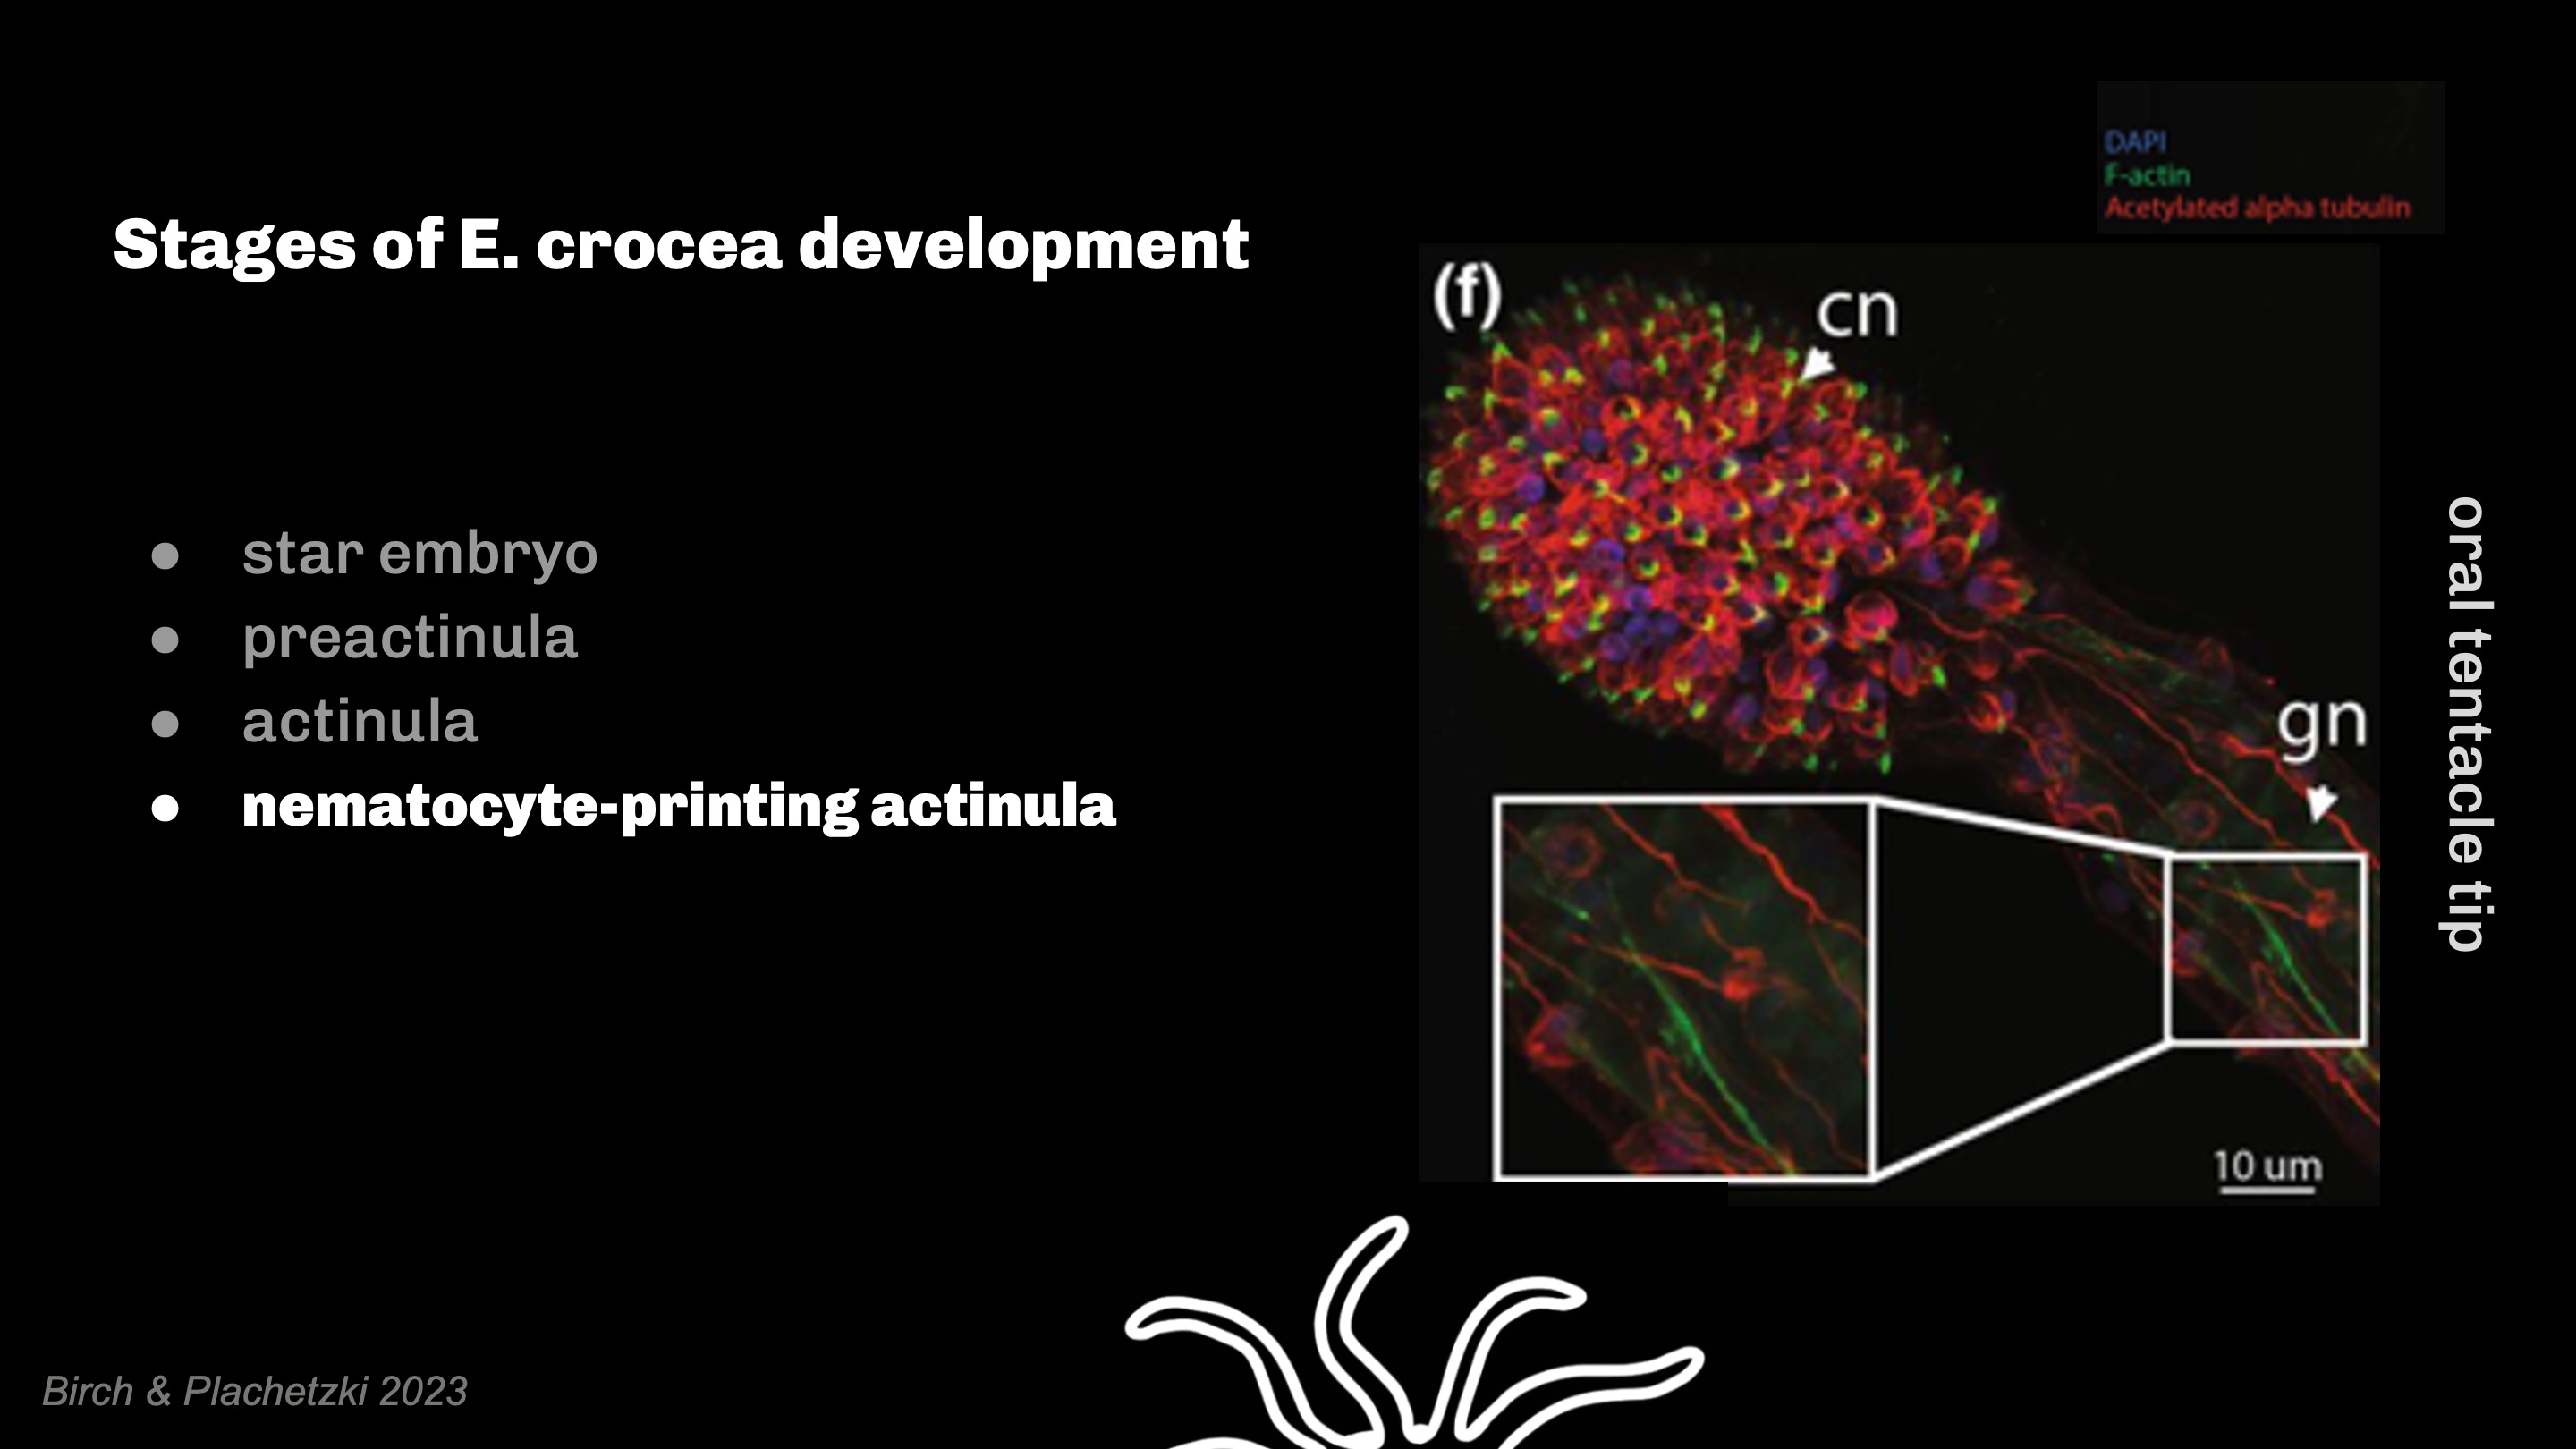 Stages of E. crocea development
● star embryo
● preactinula
● actinula
● nematocyte-printing actinula
DAPI
F-actin
Acetylated alpha tubulin
(f)
cn
gn
10 um
oral tentacle tip
Birch & Plachetzki 2023